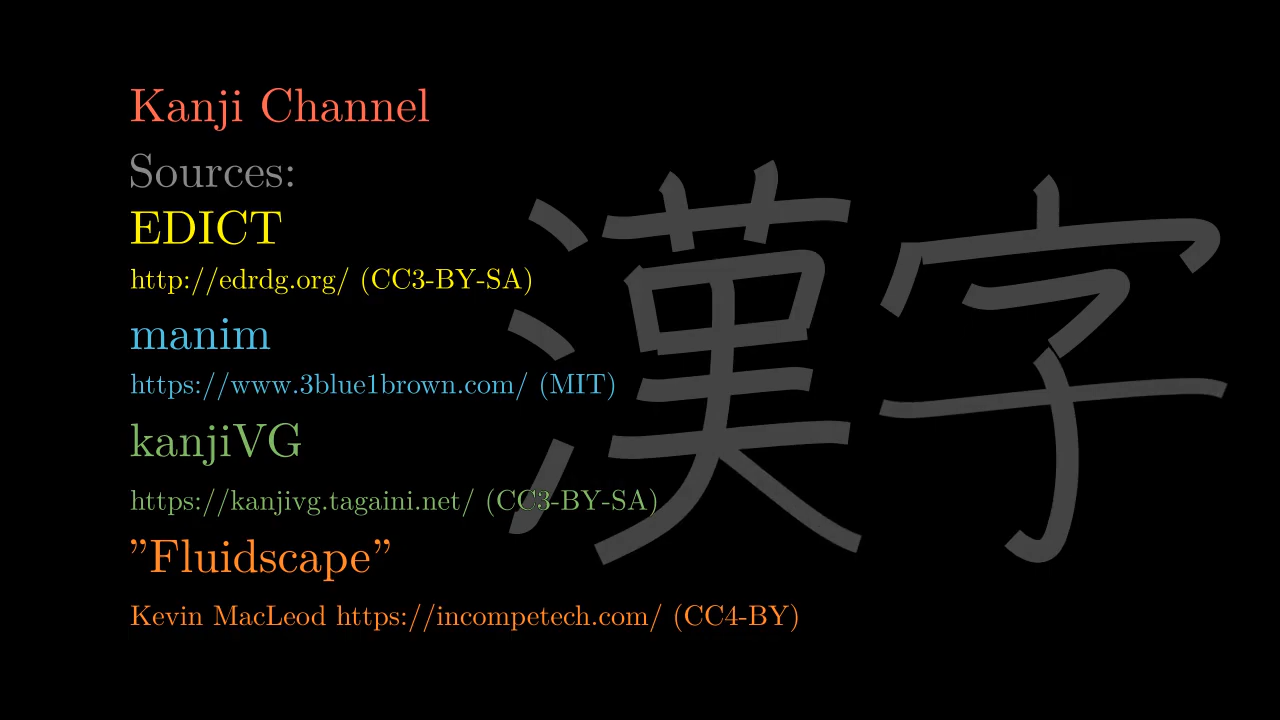 Kanji Channel
Sources:
EDICT
http://edrdg.org/ (CC3-BY-SA)
manim
https://www.3blue1brown.com/ (MIT)
kanjiVG
https://kanjivg.tagaini.net/ (CC3-BY-SA)
”Fluidscape”
Kevin MacLeod https://incompetech.com/ (CC4-BY)
漢字